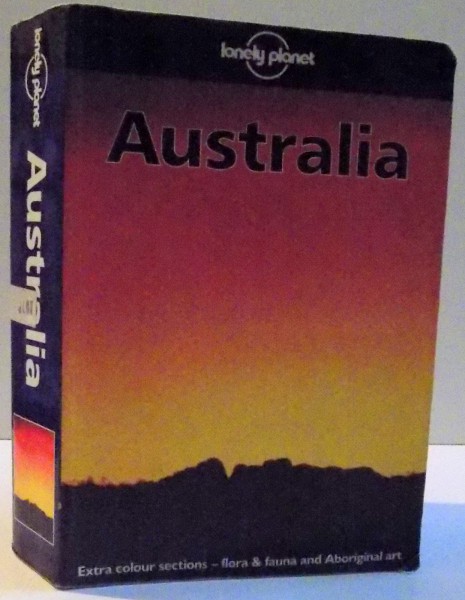 lonely planet
Australia
Extra colour sections - flora & fauna and Aboriginal art
lonely planet
Australia